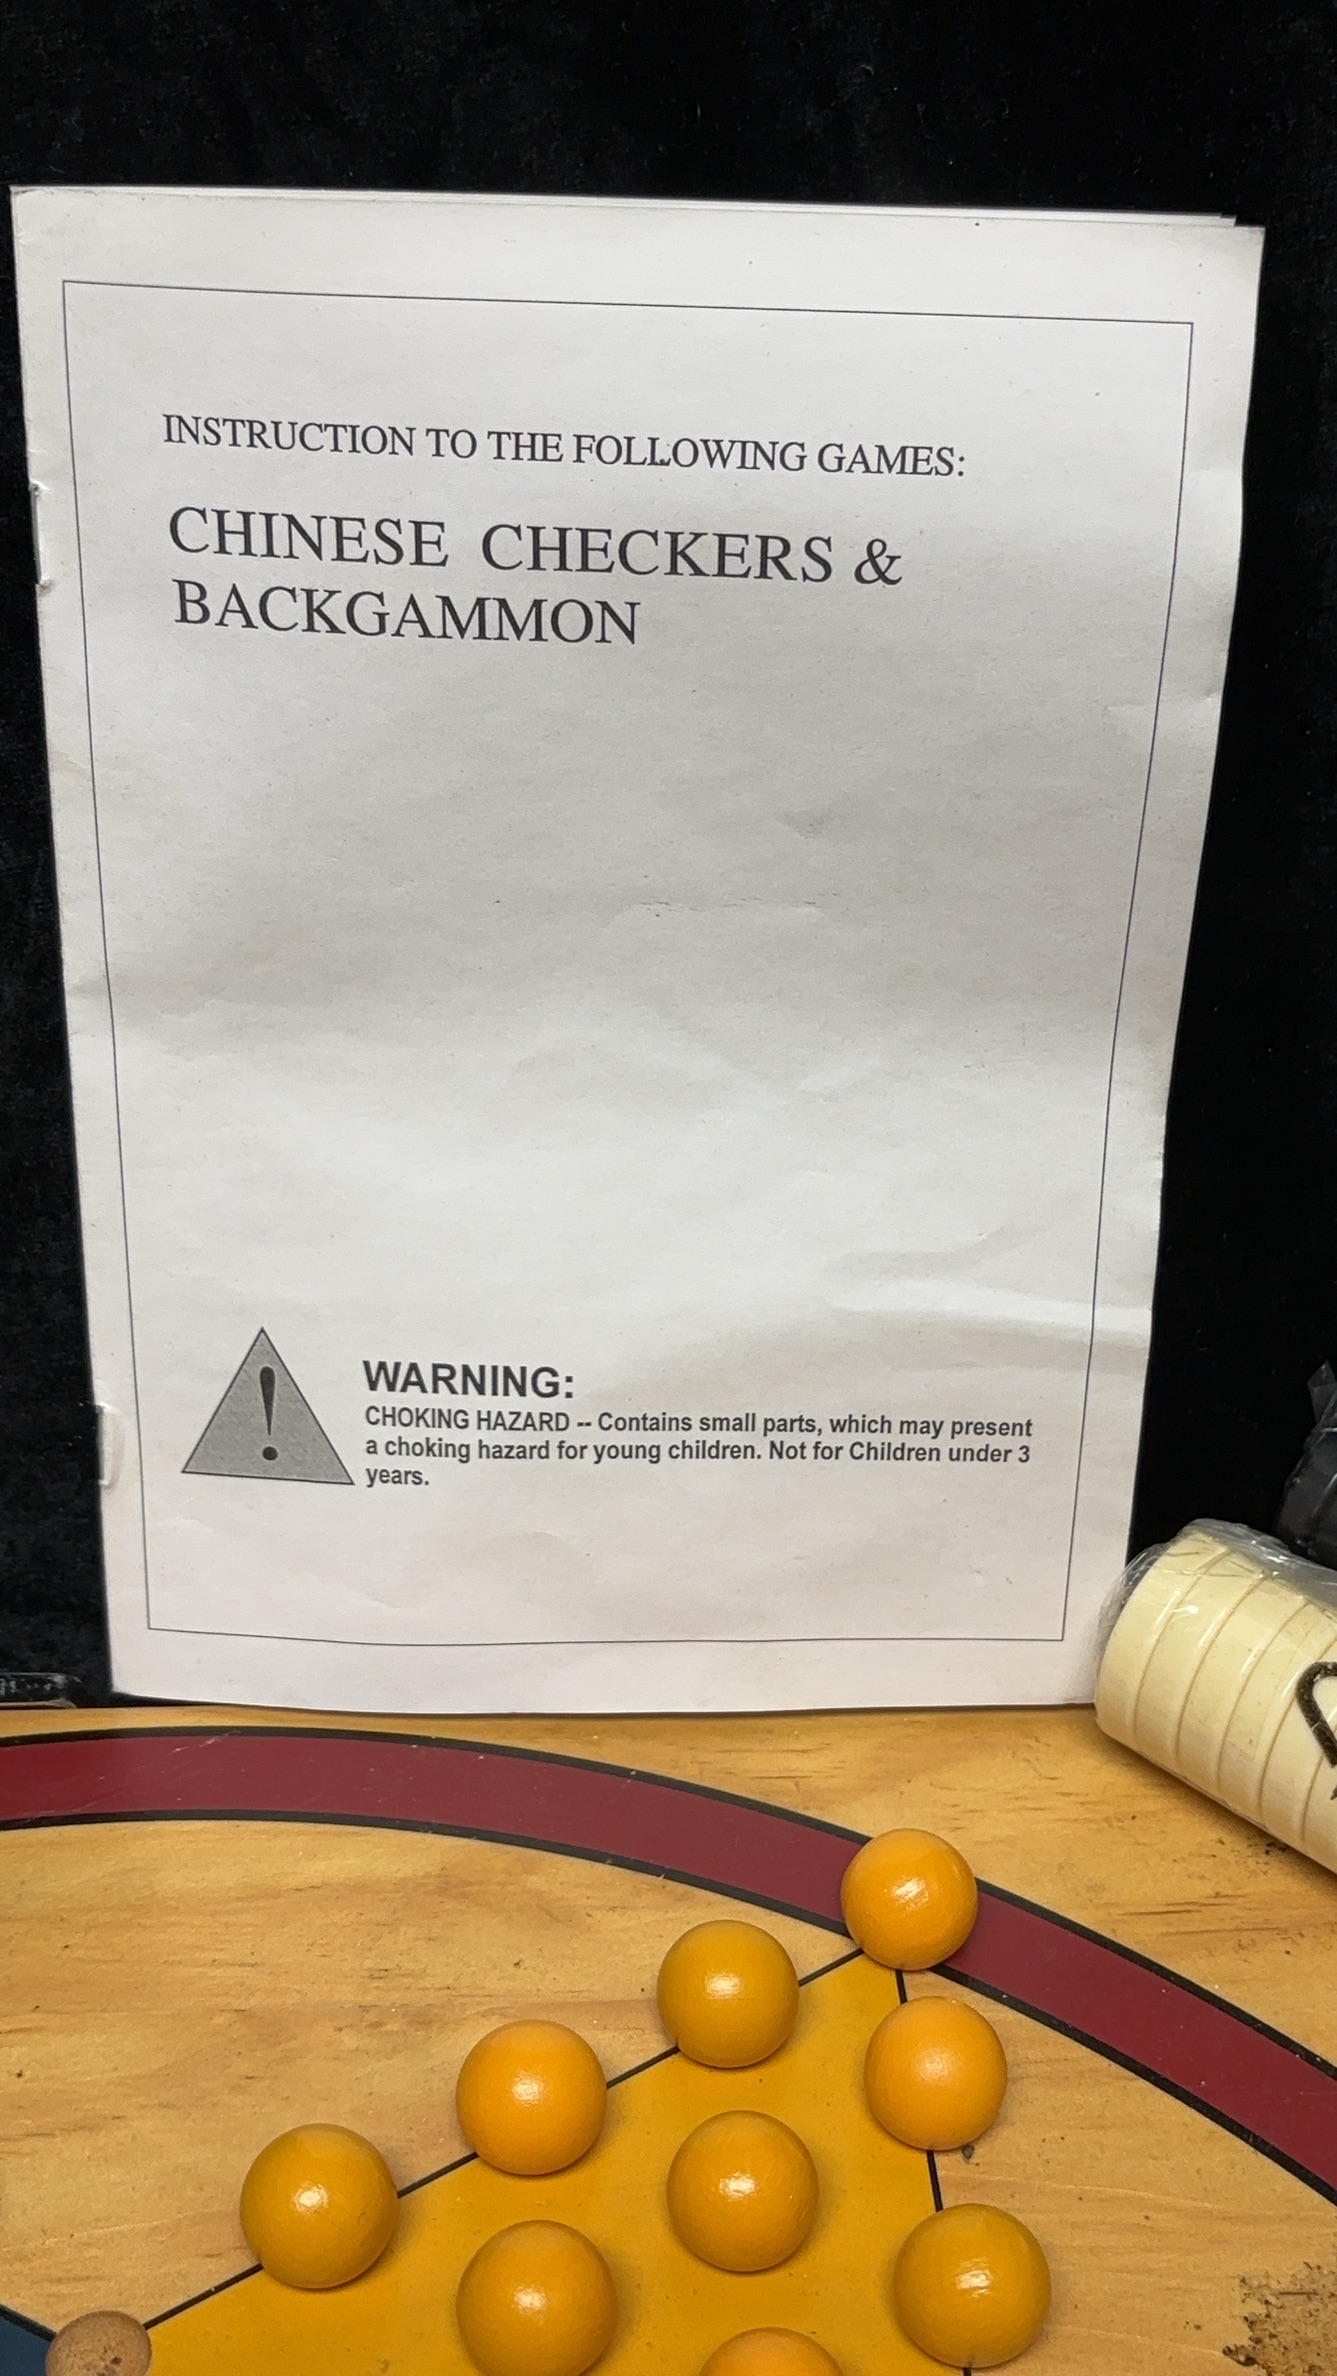 INSTRUCTION TO THE FOLLOWING GAMES:
CHINESE CHECKERS &
BACKGAMMON
WARNING:
CHOKING HAZARD -- Contains small parts, which may present
a choking hazard for young children. Not for Children under 3
years.